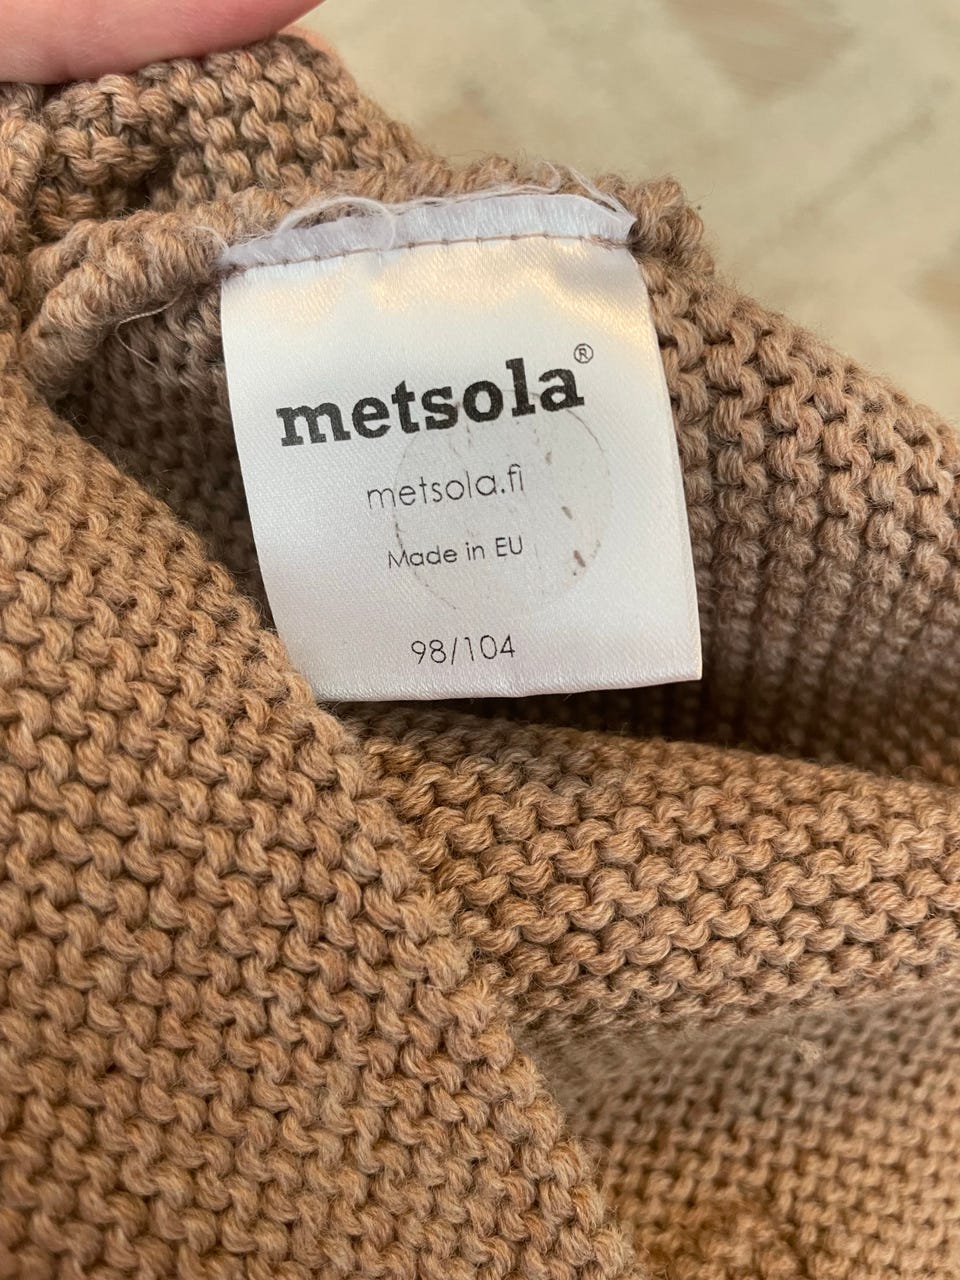 metsola®
metsola.fi
Made in EU
98/104